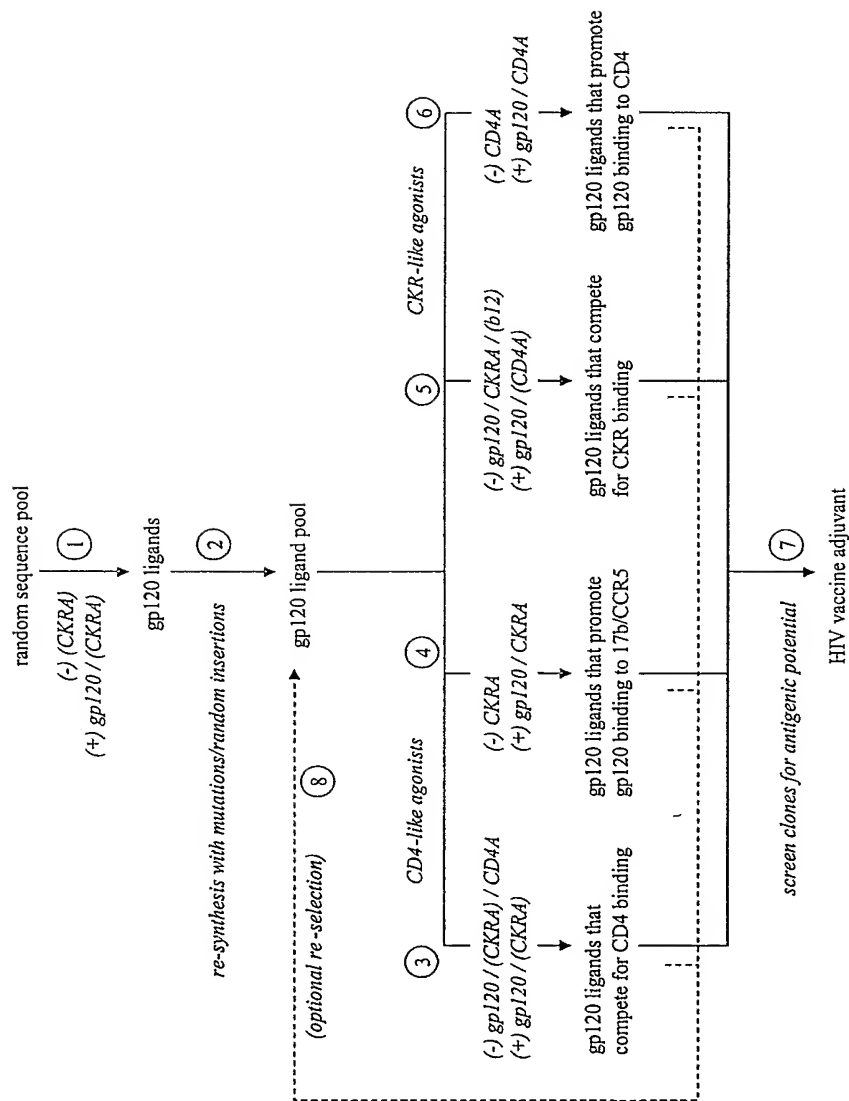 random sequence pool
1
(-) (CKRA)
(+) gp120 / (CKRA)
gp120 ligands
2
re-synthesis with mutations/random insertions
gp120 ligand pool
8
(optional re-selection)
CD4-like agonists
CKR-like agonists
3
(-) gp120 / (CKRA) / CD4A
(+) gp120 / (CKRA)
gp120 ligands that
compete for CD4 binding
4
(-) CKRA
(+) gp120 / CKRA
gp120 ligands that promote
gp120 binding to 17b/CCR5
5
(-) gp120 / CKRA / (b12)
(+) gp120 / (CD4A)
gp120 ligands that compete
for CKR binding
6
(-) CD4A
(+) gp120 / CD4A
gp120 ligands that promote
gp120 binding to CD4
7
screen clones for antigenic potential
HIV vaccine adjuvant